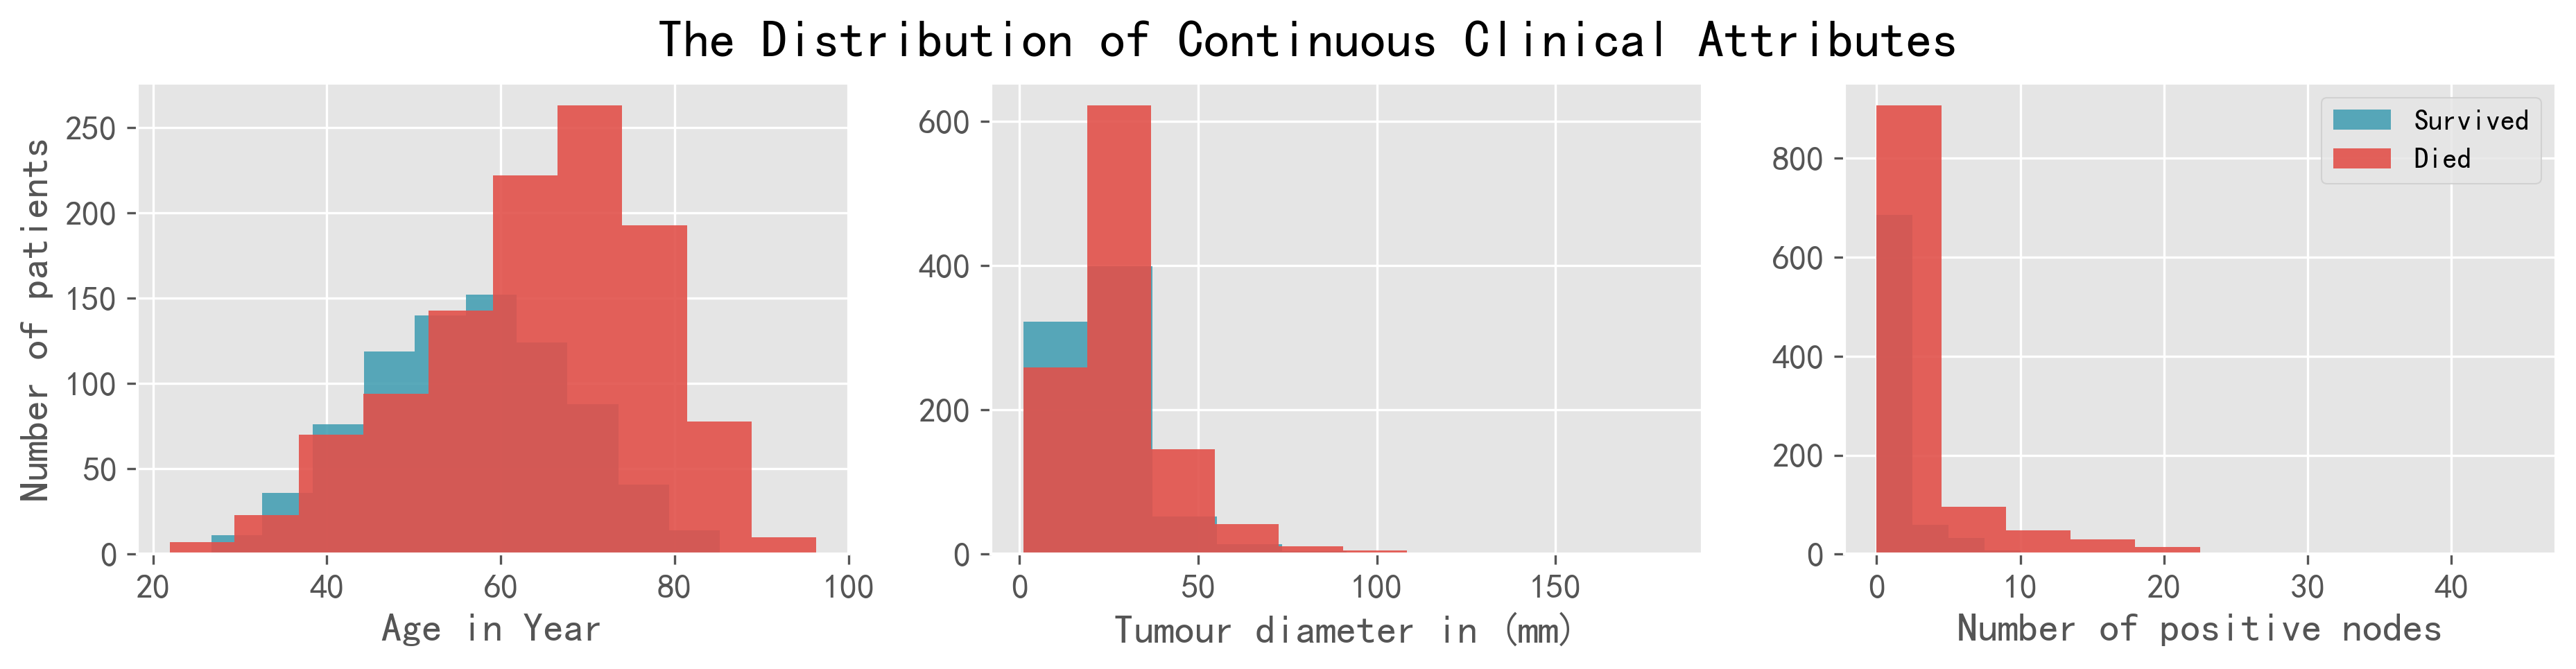 The Distribution of Continuous Clinical Attributes
Number of patients
250
200
150
100
50
0
20 40 60 80 100
Age in Year
600
400
200
0
0 50 100 150
Tumour diameter in (mm)
800
600
400
200
0
0 10 20 30 40
Number of positive nodes
Survived
Died